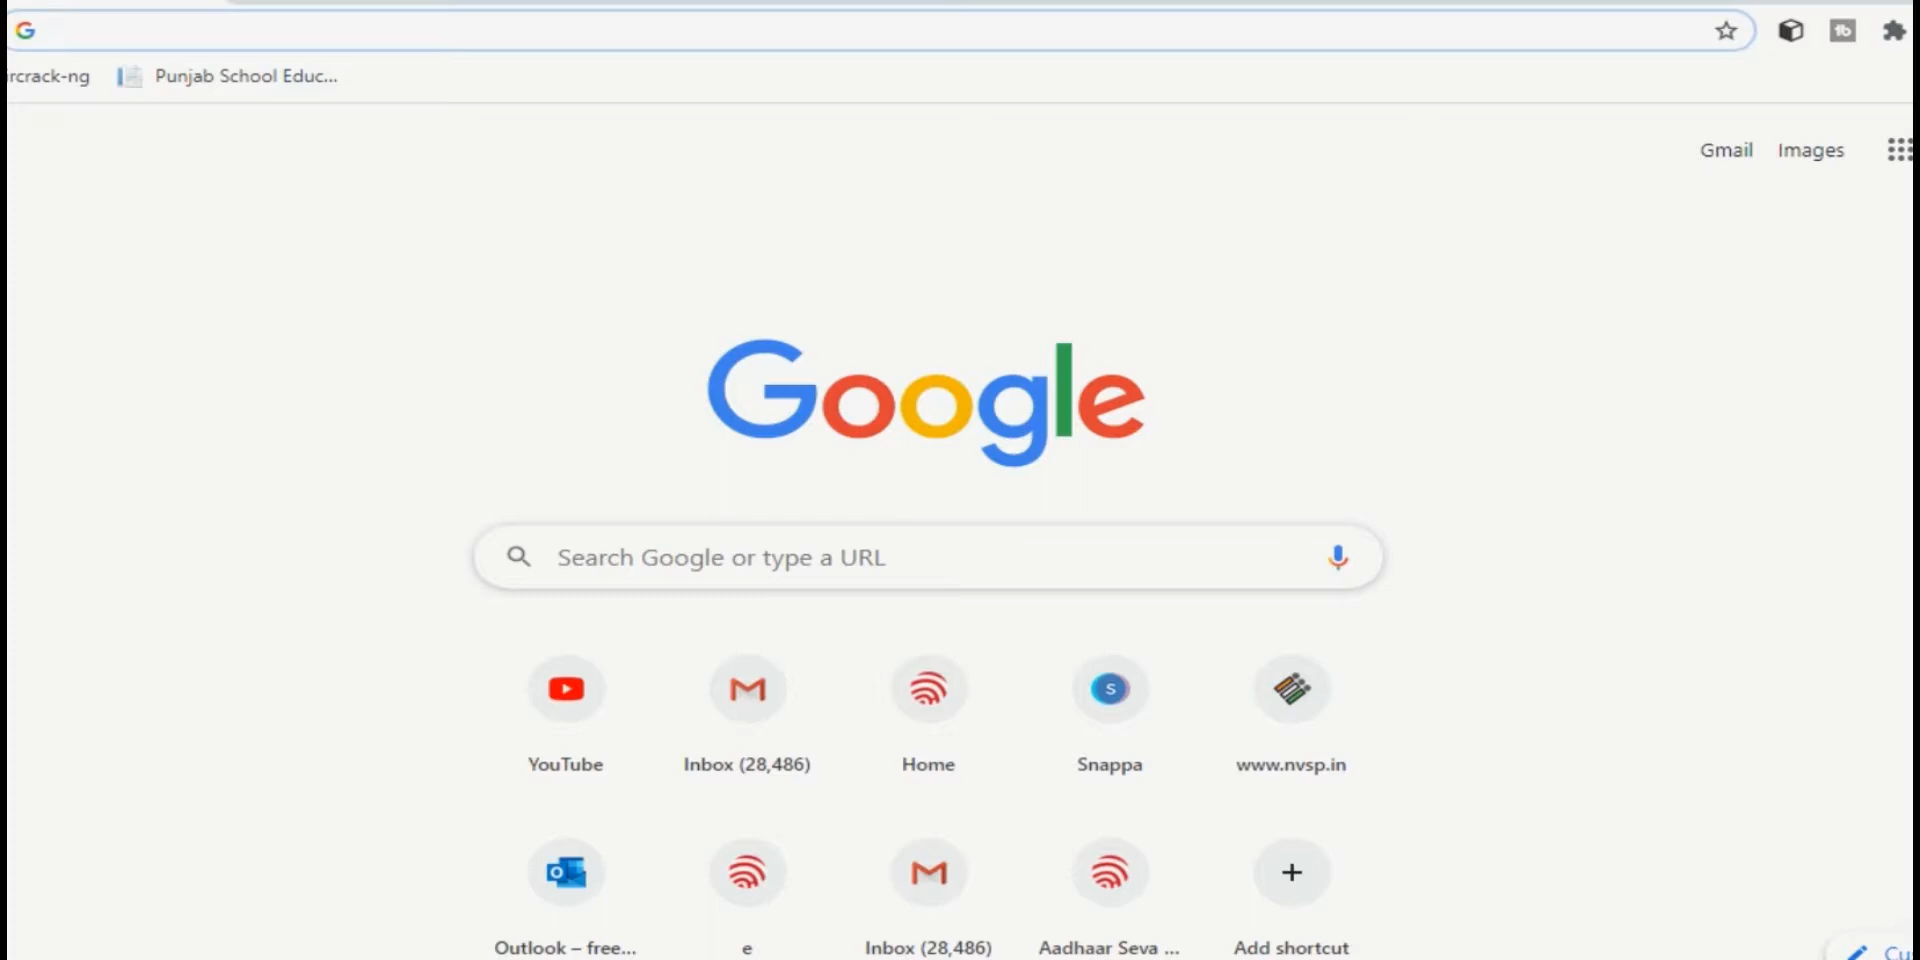 rcrack-ng Punjab School Educ...
Gmail Images
Google
Search Google or type a URL
YouTube Inbox (28,486) Home Snappa www.nvsp.in
Outlook – free... e Inbox (28,486) Aadhaar Seva ... Add shortcut